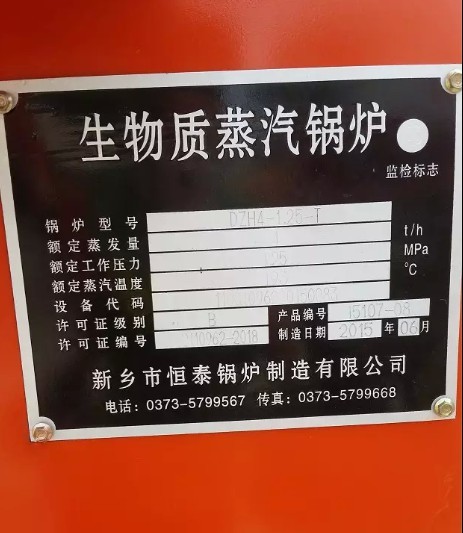 生物质蒸汽锅炉
监检标志
锅炉型号 DZH4-1.25-T
额定蒸发量 t/h
额定工作压力 MPa
额定蒸汽温度 °C
设备代码
许可证级别 B 产品编号 15107-08
许可证编号 制造日期 2015 年 06 月
新乡市恒泰锅炉制造有限公司
电话：0373-5799567 传真：0373-5799668